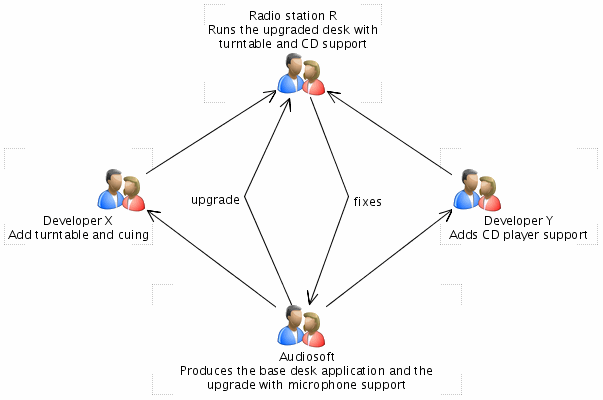 Radio station R
Runs the upgraded desk with
turntable and CD support
upgrade
fixes
Developer X
Add turntable and cuing
Developer Y
Adds CD player support
Audiosoft
Produces the base desk application and the
upgrade with microphone support